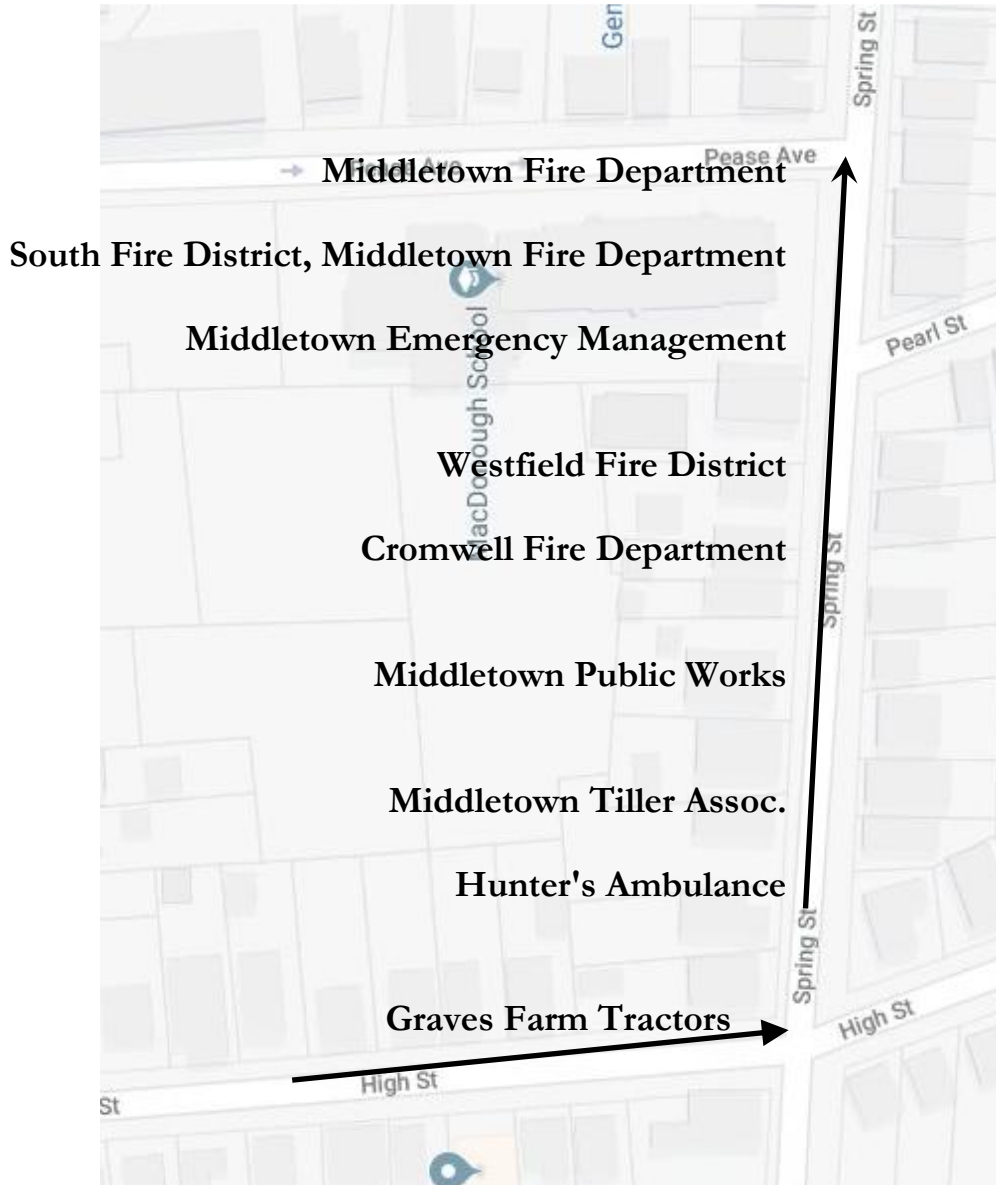 Gen
Spring St
Pease Ave
Pease Ave
Middletown Fire Department
South Fire District, Middletown Fire Department
MacDonough School
Middletown Emergency Management
Pearl St
Westfield Fire District
Cromwell Fire Department
Spring St
Middletown Public Works
Middletown Tiller Assoc.
Hunter's Ambulance
Spring St
Graves Farm Tractors
High St
High St
St